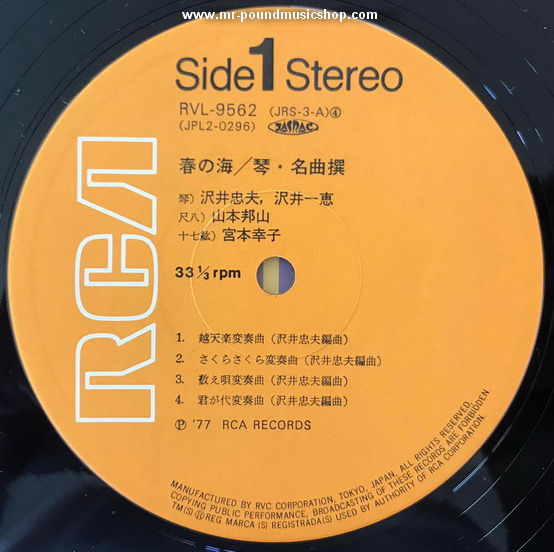 www.mr-poundmusicshop.com
Side 1 Stereo
RVL-9562 (JRS-3-A)④
(JPL2-0296) JASRAC
RCA
春の海/琴・名曲撰
琴)沢井忠夫,沢井一恵
尺八)山本邦山
十七絃)宮本幸子
33 1/3 rpm
1. 越天楽変奏曲(沢井忠夫編曲)
2. さくらさくら変奏曲(沢井忠夫編曲)
3. 数え唄変奏曲(沢井忠夫編曲)
4. 君が代変奏曲(沢井忠夫編曲)
Ⓟ '77 RCA RECORDS
MANUFACTURED BY RVC CORPORATION, TOKYO, JAPAN, ALL RIGHTS RESERVED,
COPYING PUBLIC PERFORMANCE, BROADCASTING OF THESE RECORDS ARE FORBIDDEN.
TM(S) Ⓡ REG MARCA(S) REGISTRADA(S) USED BY AUTHORITY OF RCA CORPORATION.